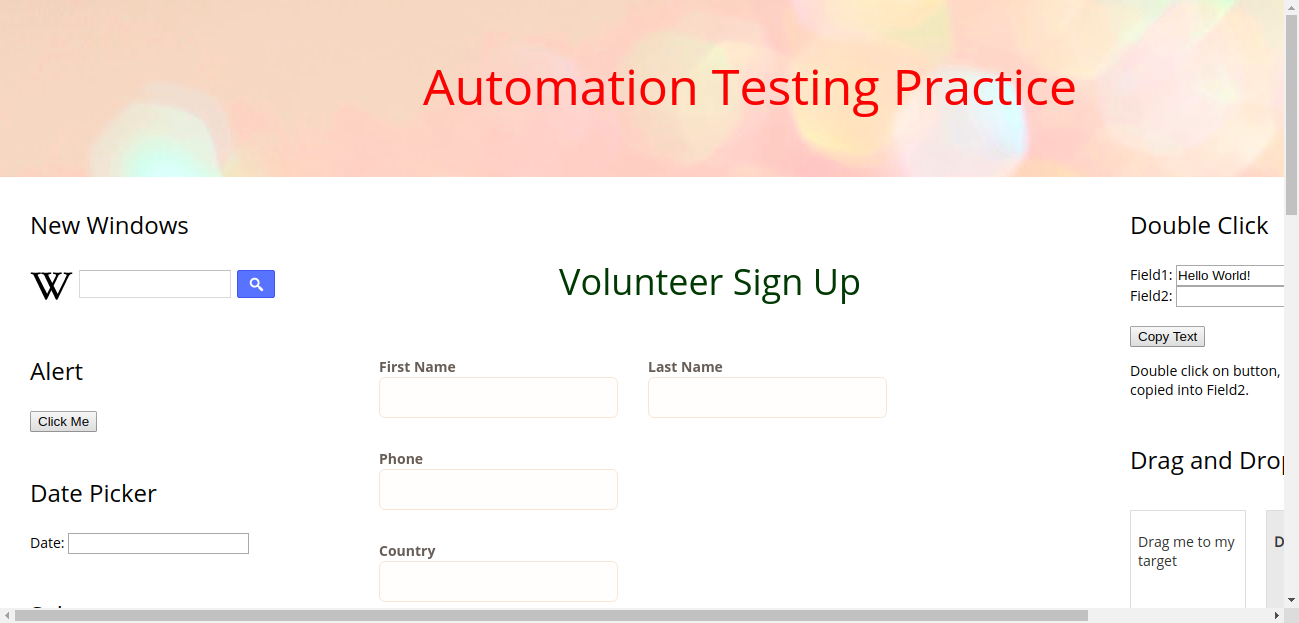 Automation Testing Practice
New Windows
W
Alert
Click Me
Date Picker
Date:
Volunteer Sign Up
First Name
Last Name
Phone
Country
Double Click
Field1: Hello World!
Field2:
Copy Text
Double click on button,
copied into Field2.
Drag and Drop
Drag me to my
target
D